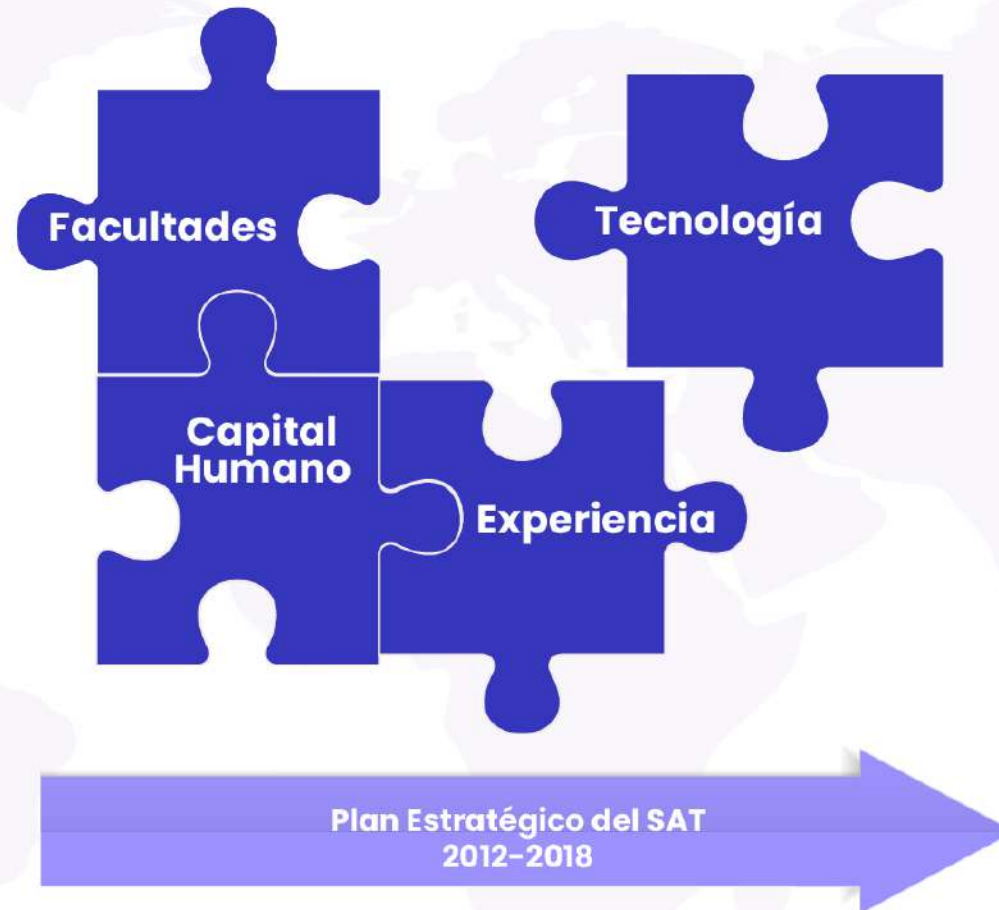 Facultades
Tecnología
Capital
Humano
Experiencia
Plan Estratégico del SAT
2012-2018